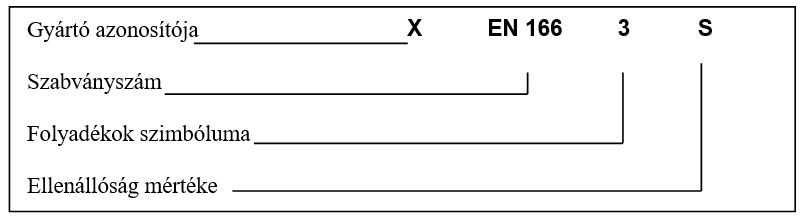 Gyártó azonosítója X EN 166 3 S
Szabványszám
Folyadékok szimbóluma
Ellenállóság mértéke